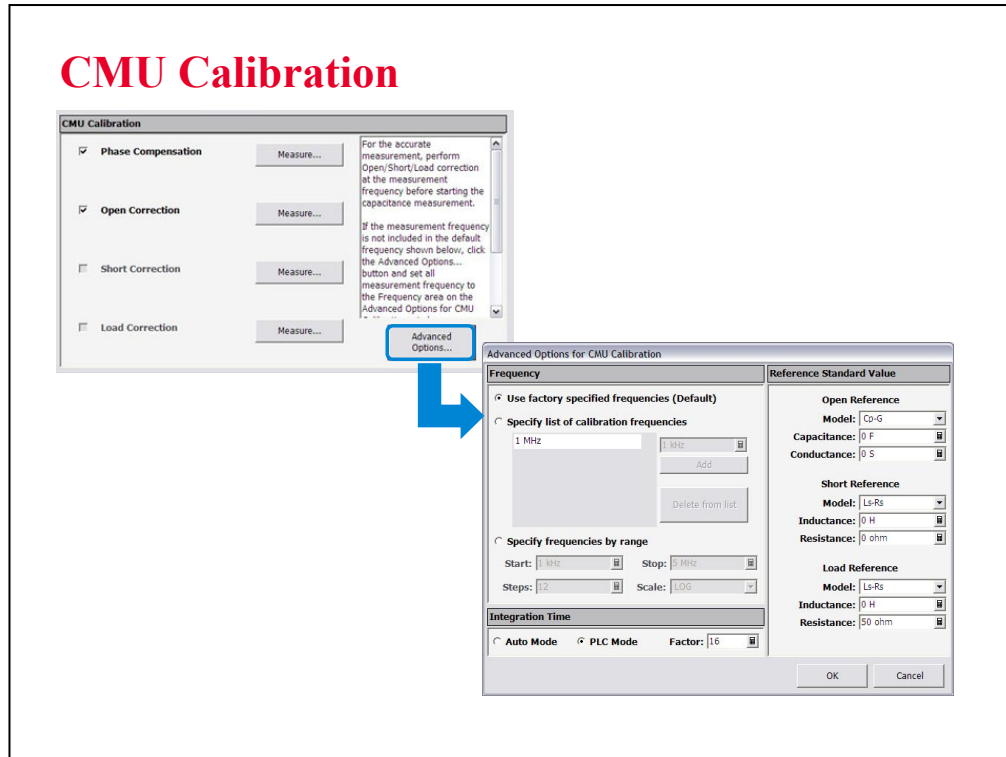 CMU Calibration
CMU Calibration
Phase Compensation
Measure...
Open Correction
Measure...
Short Correction
Measure...
Load Correction
Measure...
For the accurate
measurement, perform
Open/Short/Load correction
at the measurement
frequency before starting the
capacitance measurement.
If the measurement frequency
is not included in the default
frequency shown below, click
the Advanced Options...
button and set all
measurement frequency to
the Frequency area on the
Advanced Options for CMU
Advanced
Options...
Advanced Options for CMU Calibration
Frequency
Use factory specified frequencies (Default)
Specify list of calibration frequencies
1 MHz
1 kHz
Add
Delete from list
Specify frequencies by range
Start: 1 kHz
Stop: 5 MHz
Steps: 12
Scale: LOG
Integration Time
Auto Mode
PLC Mode
Factor: 16
Reference Standard Value
Open Reference
Model: Cp-G
Capacitance: 0 F
Conductance: 0 S
Short Reference
Model: Ls-Rs
Inductance: 0 H
Resistance: 0 ohm
Load Reference
Model: Ls-Rs
Inductance: 0 H
Resistance: 50 ohm
OK
Cancel